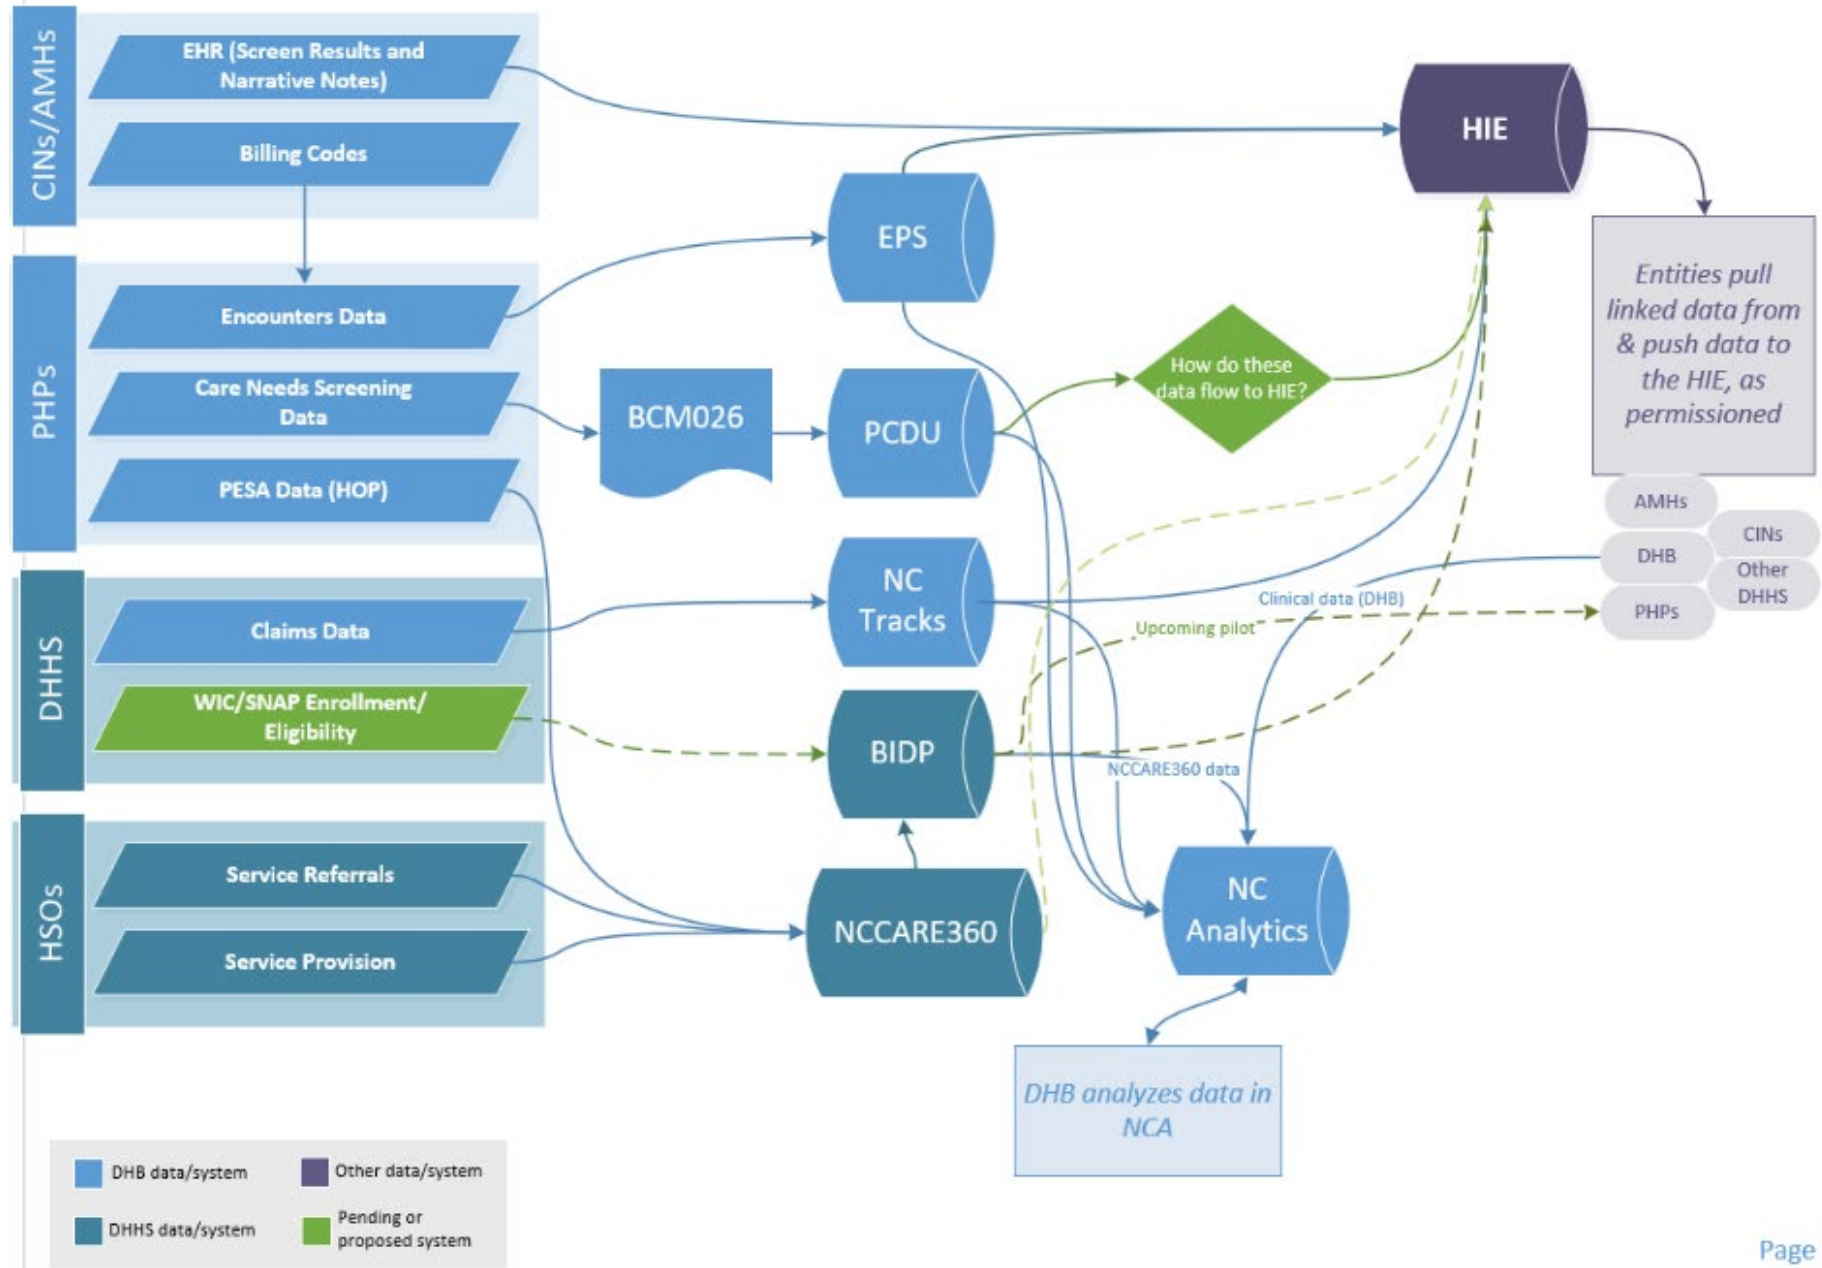 CINs/AMHs
EHR (Screen Results and
Narrative Notes)
Billing Codes
PHPs
Encounters Data
Care Needs Screening
Data
PESA Data (HOP)
DHHS
Claims Data
WIC/SNAP Enrollment/
Eligibility
HSOs
Service Referrals
Service Provision
BCM026
EPS
PCDU
NC
Tracks
BIDP
NCCARE360
How do these
data flow to HIE?
HIE
Entities pull
linked data from
& push data to
the HIE, as
permissioned
AMHs
CINs
DHB
Other
DHHS
PHPs
Clinical data (DHB)
Upcoming pilot
NCCARE360 data
NC
Analytics
DHB analyzes data in
NCA
DHB data/system
Other data/system
DHHS data/system
Pending or
proposed system
Page